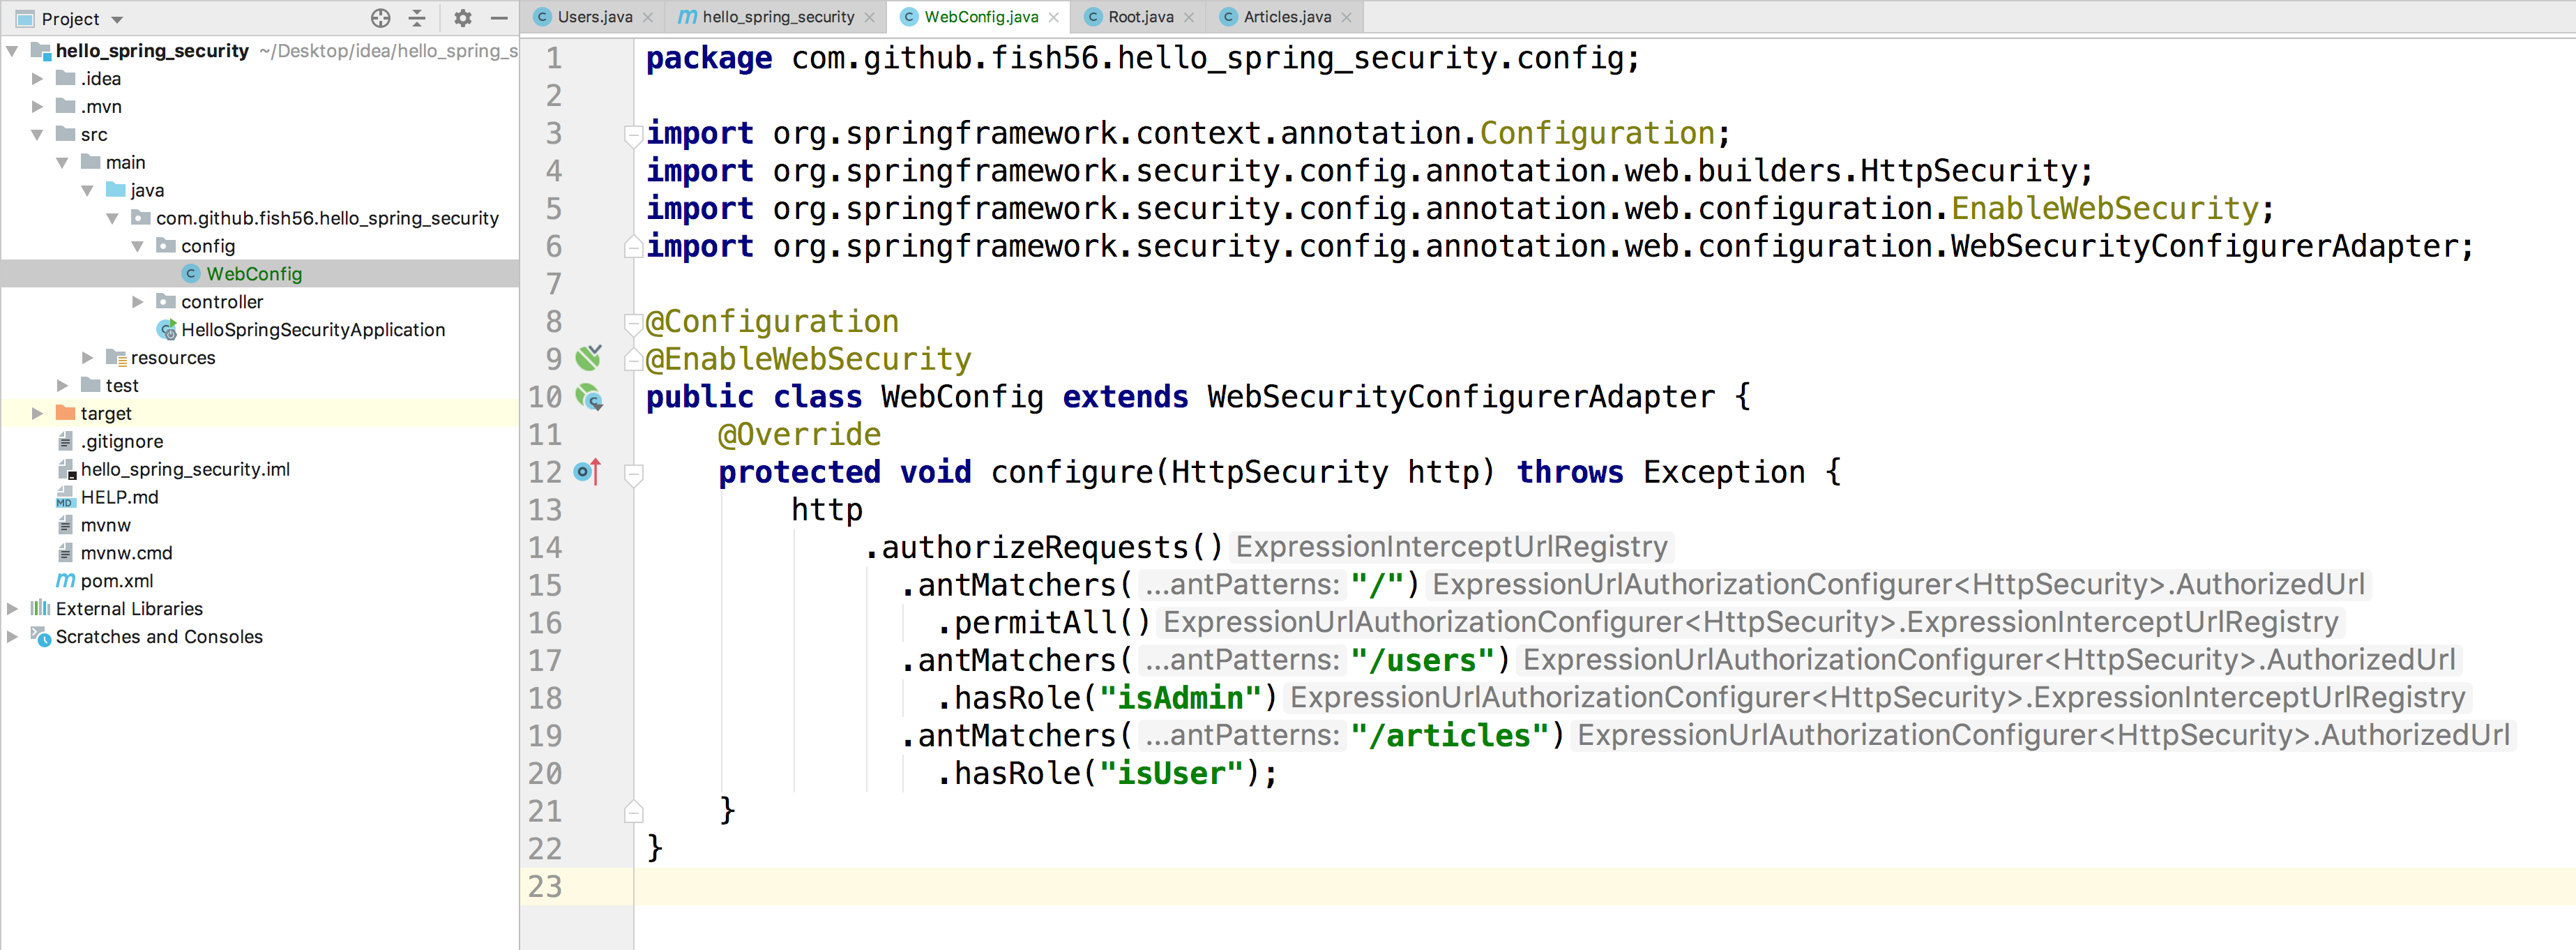 Project
Users.java
hello_spring_security
WebConfig.java
Root.java
Articles.java
hello_spring_security ~/Desktop/idea/hello_spring_s
.idea
.mvn
src
main
java
com.github.fish56.hello_spring_security
config
WebConfig
controller
HelloSpringSecurityApplication
resources
test
target
.gitignore
hello_spring_security.iml
HELP.md
mvnw
mvnw.cmd
pom.xml
External Libraries
Scratches and Consoles
1 package com.github.fish56.hello_spring_security.config;
2
3 import org.springframework.context.annotation.Configuration;
4 import org.springframework.security.config.annotation.web.builders.HttpSecurity;
5 import org.springframework.security.config.annotation.web.configuration.EnableWebSecurity;
6 import org.springframework.security.config.annotation.web.configuration.WebSecurityConfigurerAdapter;
7
8 @Configuration
9 @EnableWebSecurity
10 public class WebConfig extends WebSecurityConfigurerAdapter {
11 @Override
12 protected void configure(HttpSecurity http) throws Exception {
13 http
14 .authorizeRequests() ExpressionInterceptUrlRegistry
15 .antMatchers( ...antPatterns: "/") ExpressionUrlAuthorizationConfigurer<HttpSecurity>.AuthorizedUrl
16 .permitAll() ExpressionUrlAuthorizationConfigurer<HttpSecurity>.ExpressionInterceptUrlRegistry
17 .antMatchers( ...antPatterns: "/users") ExpressionUrlAuthorizationConfigurer<HttpSecurity>.AuthorizedUrl
18 .hasRole("isAdmin") ExpressionUrlAuthorizationConfigurer<HttpSecurity>.ExpressionInterceptUrlRegistry
19 .antMatchers( ...antPatterns: "/articles") ExpressionUrlAuthorizationConfigurer<HttpSecurity>.AuthorizedUrl
20 .hasRole("isUser");
21 }
22 }
23